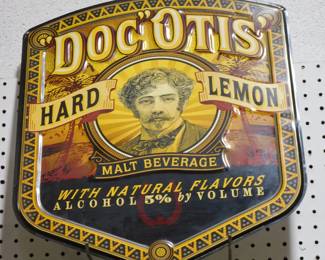 "DOC" OTIS'
HARD LEMON
MALT BEVERAGE
WITH NATURAL FLAVORS
ALCOHOL 5% by VOLUME